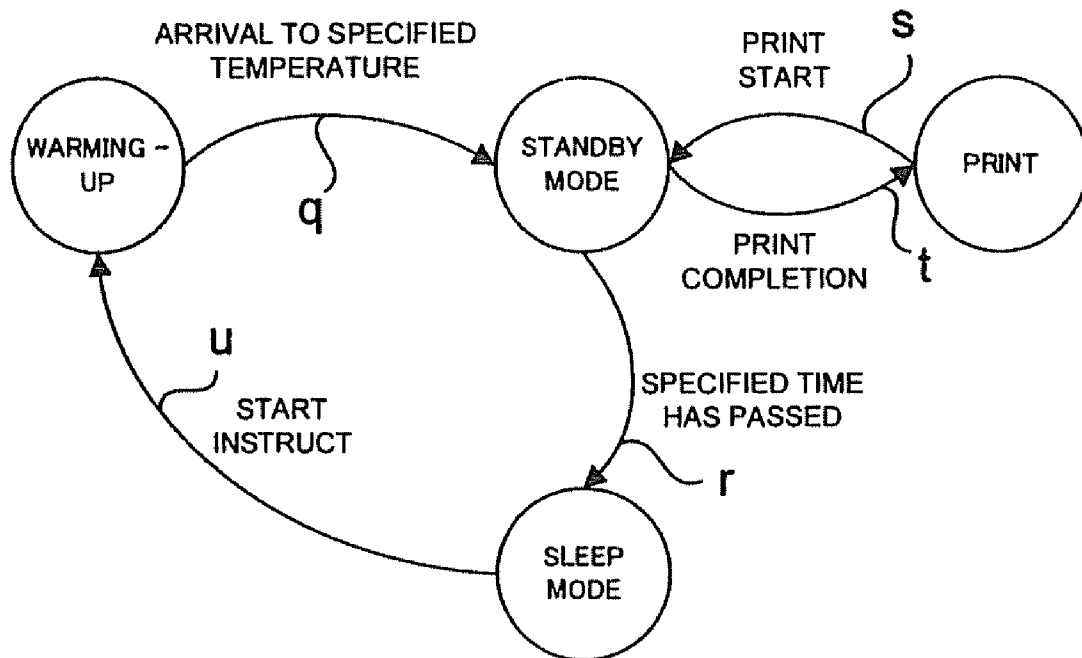 ARRIVAL TO SPECIFIED
TEMPERATURE
q
WARMING -
UP
STANDBY
MODE
PRINT
START
s
PRINT
PRINT
COMPLETION
t
u
START
INSTRUCT
SPECIFIED TIME
HAS PASSED
r
SLEEP
MODE